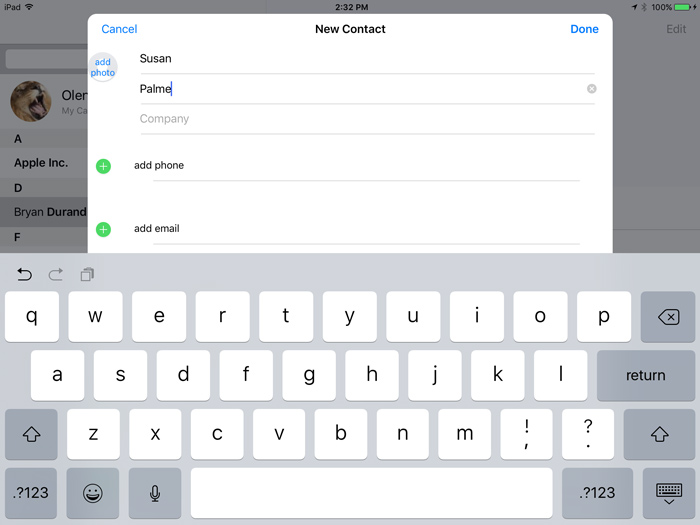 iPad 2:32 PM 100%
Cancel New Contact Done Edit
add
photo
Susan
Palme
Company
Olen
My Ca
A
Apple Inc.
D
Bryan Durand
F
add phone
add email
q w e r t y u i o p
a s d f g h j k l return
z x c v b n m ! , ? .
.?123 .?123